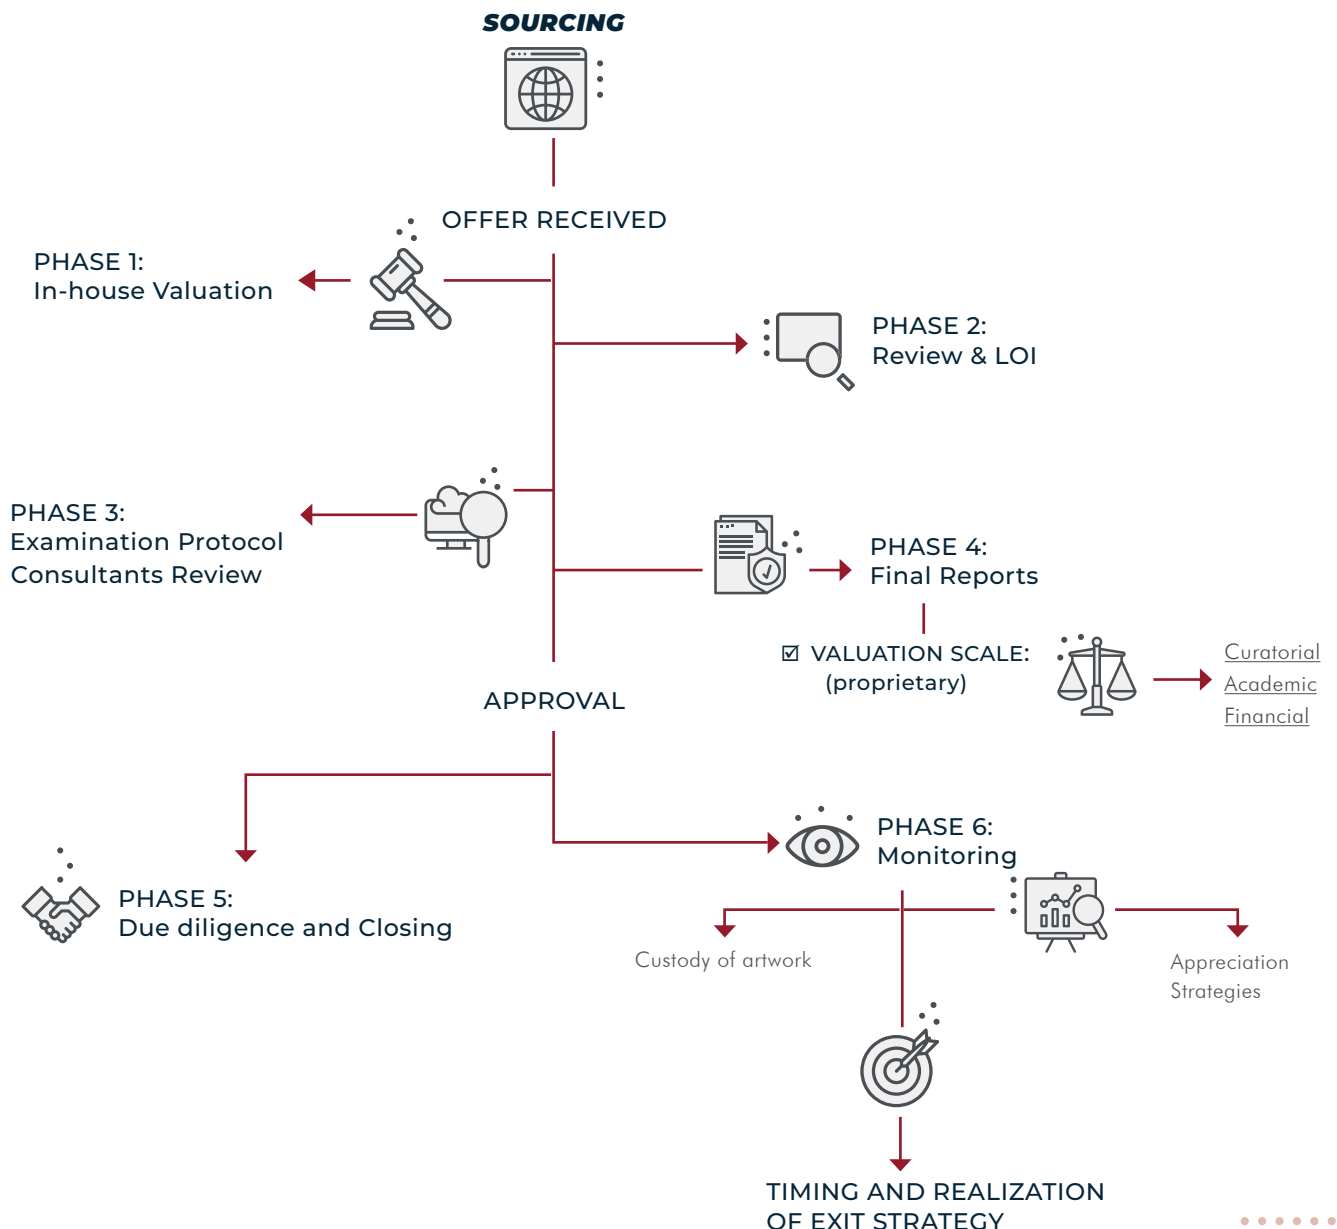 SOURCING
OFFER RECEIVED
PHASE 1:
In-house Valuation
PHASE 2:
Review & LOI
PHASE 3:
Examination Protocol
Consultants Review
PHASE 4:
Final Reports
☑ VALUATION SCALE:
(proprietary)
Curatorial
Academic
Financial
APPROVAL
PHASE 5:
Due diligence and Closing
PHASE 6:
Monitoring
Custody of artwork
Appreciation
Strategies
TIMING AND REALIZATION
OF EXIT STRATEGY